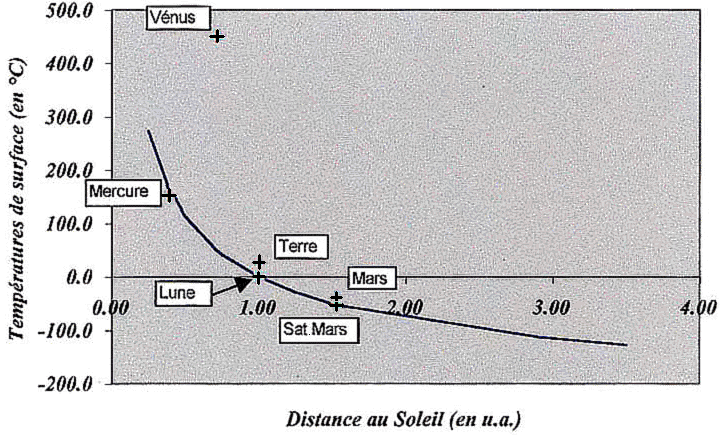 Températures de surface (en °C)
500.0
400.0
300.0
200.0
100.0
0.0
-100.0
-200.0
Vénus
Mercure
Terre
Lune
Mars
Sat.Mars
0.00
1.00
2.00
3.00
4.00
Distance au Soleil (en u.a.)